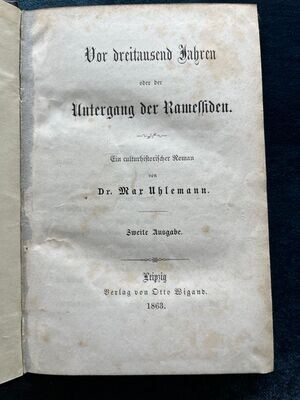 Vor dreitausend Jahren
oder der
Untergang der Ramessiden.
Ein culturhistorischer Roman
von
Dr. Max Uhlemann.
Zweite Ausgabe.
Leipzig
Verlag von Otto Wigand.
1863.